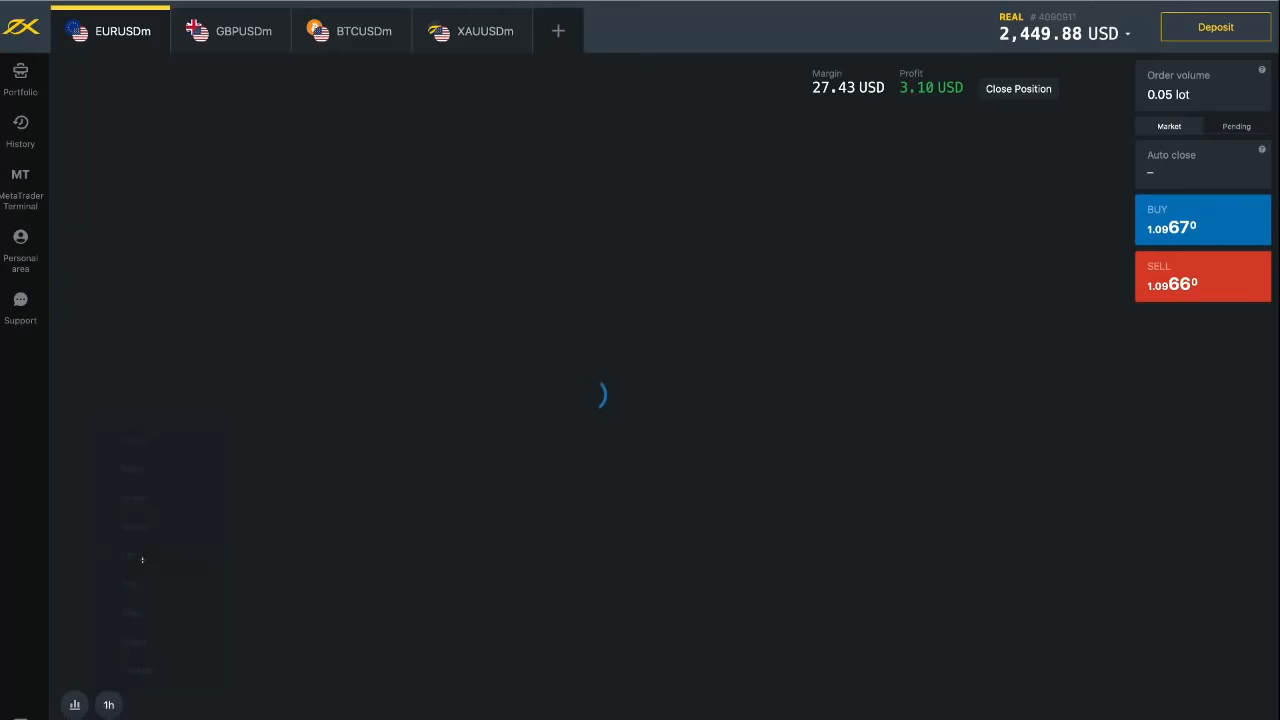 EURUSDm
GBPUSDm
BTCUSDm
XAUUSDm
+
REAL # 4090911
2,449.88 USD
Deposit
Portfolio
History
MT
MetaTrader
Terminal
Personal
area
Support
Margin
27.43 USD
Profit
3.10 USD
Close Position
Order volume
0.05 lot
Market
Pending
Auto close
–
BUY
1.09670
SELL
1.09660
1h